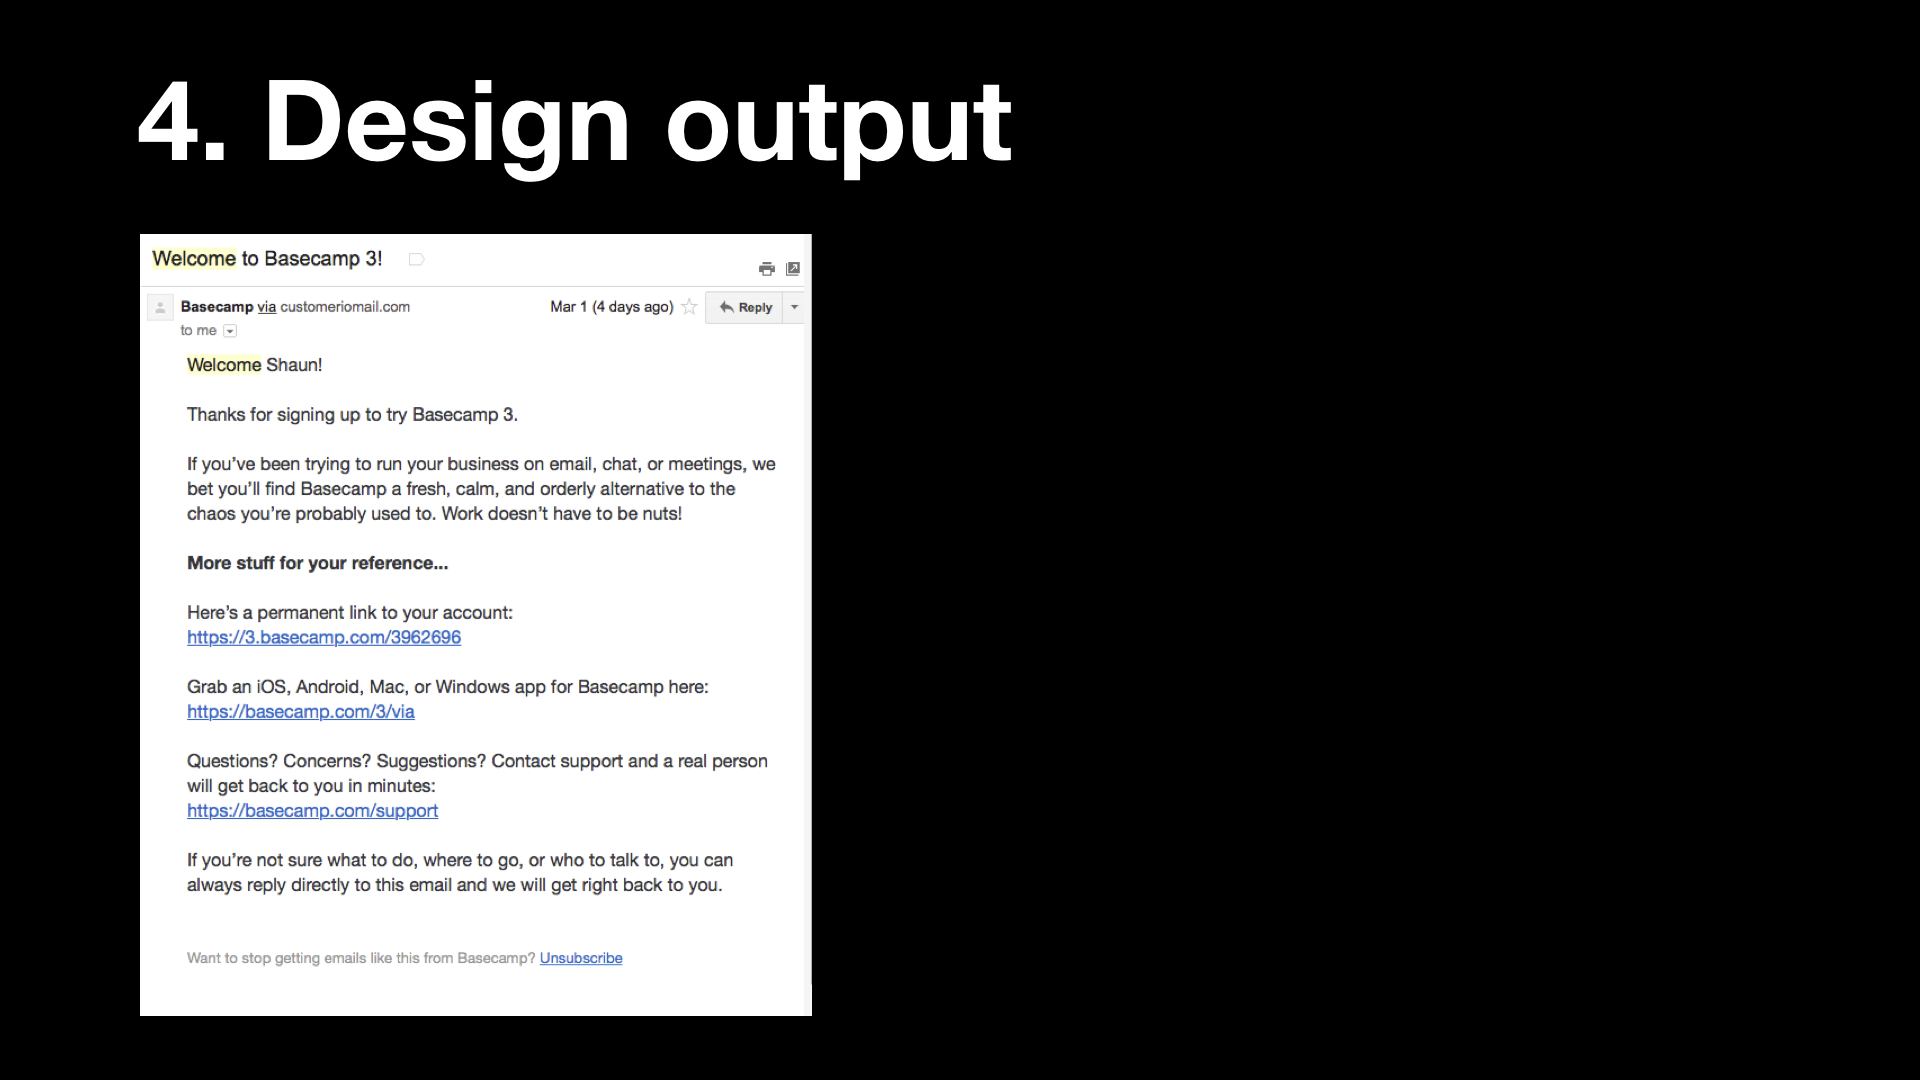 4. Design output
Welcome to Basecamp 3!
Basecamp via customeriomail.com
Mar 1 (4 days ago)
Reply
to me
Welcome Shaun!
Thanks for signing up to try Basecamp 3.
If you’ve been trying to run your business on email, chat, or meetings, we
bet you’ll find Basecamp a fresh, calm, and orderly alternative to the
chaos you’re probably used to. Work doesn’t have to be nuts!
More stuff for your reference...
Here’s a permanent link to your account:
https://3.basecamp.com/3962696
Grab an iOS, Android, Mac, or Windows app for Basecamp here:
https://basecamp.com/3/via
Questions? Concerns? Suggestions? Contact support and a real person
will get back to you in minutes:
https://basecamp.com/support
If you’re not sure what to do, where to go, or who to talk to, you can
always reply directly to this email and we will get right back to you.
Want to stop getting emails like this from Basecamp? Unsubscribe